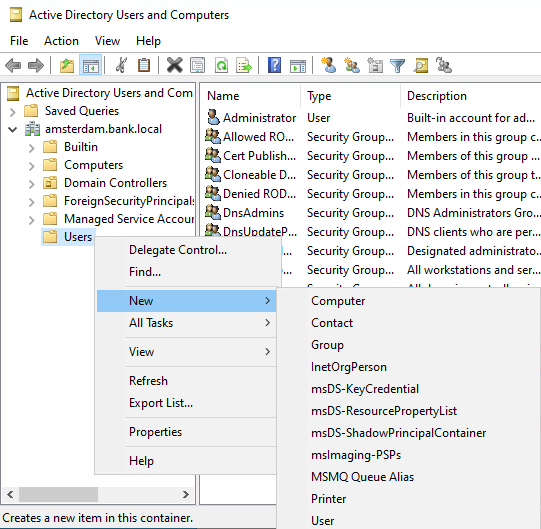 Active Directory Users and Computers
File Action View Help
Active Directory Users and Com
Saved Queries
amsterdam.bank.local
Builtin
Computers
Domain Controllers
ForeignSecurityPrincipals
Managed Service Accour
Users
Name Type Description
Administrator User Built-in account for ad...
Allowed RO... Security Group... Members in this group c...
Cert Publish... Security Group... Members of this group ...
Cloneable D... Security Group... Members of this group t...
Denied ROD... Security Group... Members in this group c...
DnsAdmins Security Group... DNS Administrators Gro...
DnsUpdateP... Security Group... DNS clients who are per...
Security Group... Designated administrato...
Security Group... All workstations and ser...
Security Group...
Delegate Control...
Find...
New
All Tasks
View
Refresh
Export List...
Properties
Help
Computer
Contact
Group
InetOrgPerson
msDS-KeyCredential
msDS-ResourcePropertyList
msDS-ShadowPrincipalContainer
msImaging-PSPs
MSMQ Queue Alias
Printer
User
Creates a new item in this container.